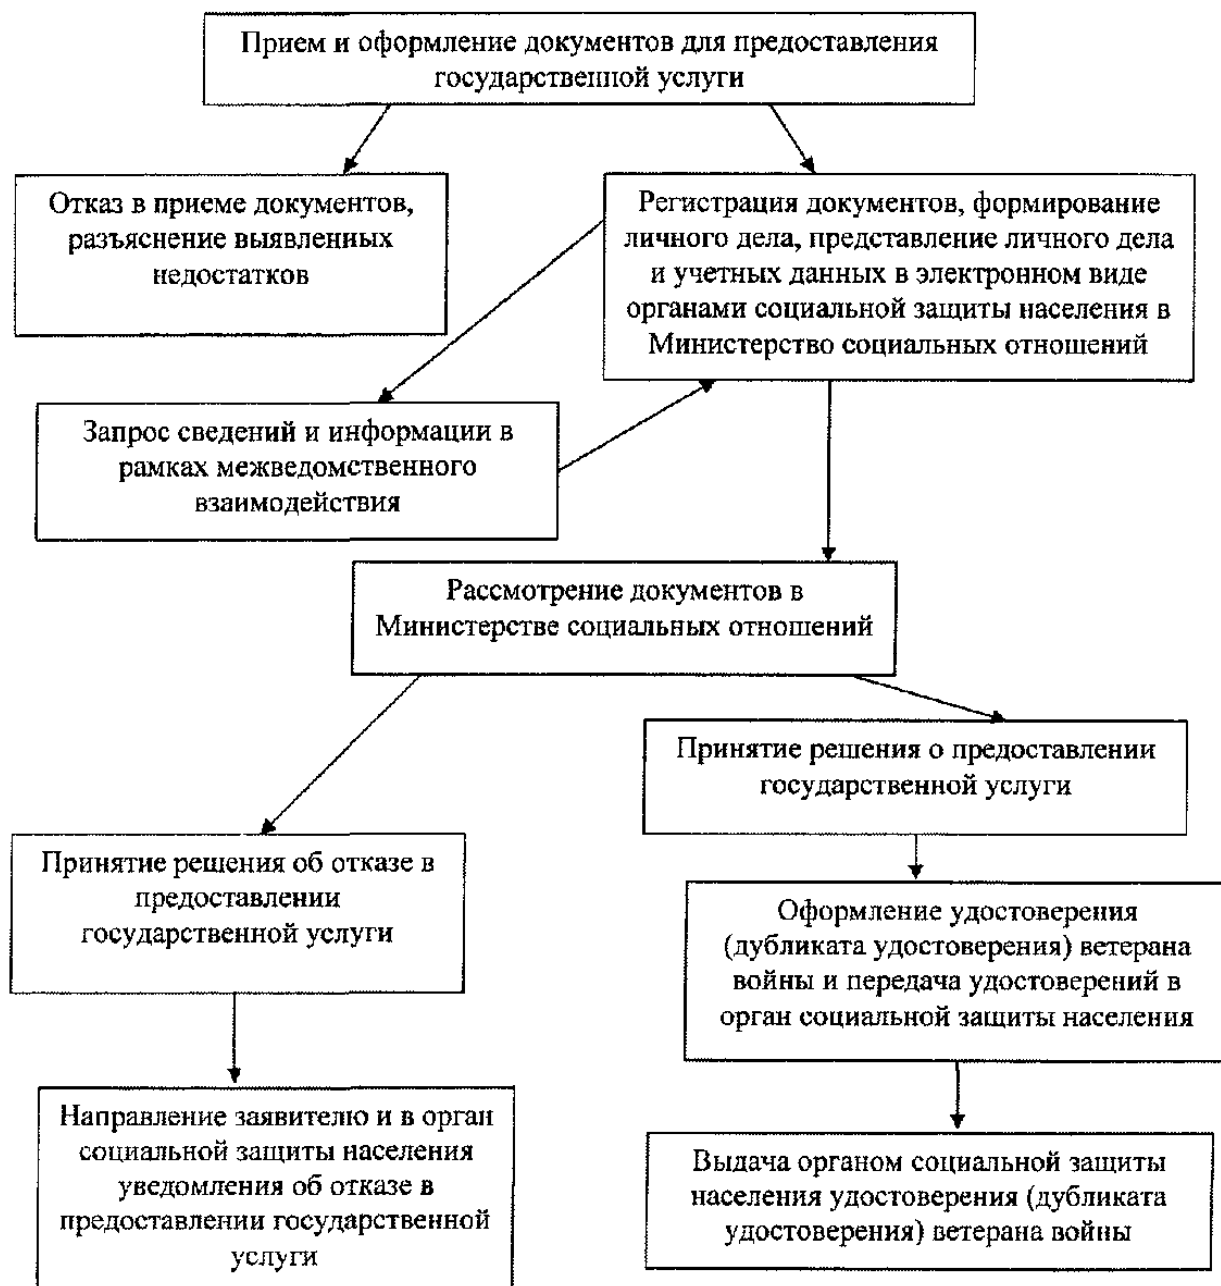 Прием и оформление документов для предоставления
государственной услуги
Отказ в приеме документов,
разъяснение выявленных
недостатков
Регистрация документов, формирование
личного дела, представление личного дела
и учетных данных в электронном виде
органами социальной защиты населения в
Министерство социальных отношений
Запрос сведений и информации в
рамках межведомственного
взаимодействия
Рассмотрение документов в
Министерстве социальных отношений
Принятие решения о предоставлении
государственной услуги
Принятие решения об отказе в
предоставлении
государственной услуги
Оформление удостоверения
(дубликата удостоверения) ветерана
войны и передача удостоверений в
орган социальной защиты населения
Направление заявителю и в орган
социальной защиты населения
уведомления об отказе в
предоставлении государственной
услуги
Выдача органом социальной защиты
населения удостоверения (дубликата
удостоверения) ветерана войны